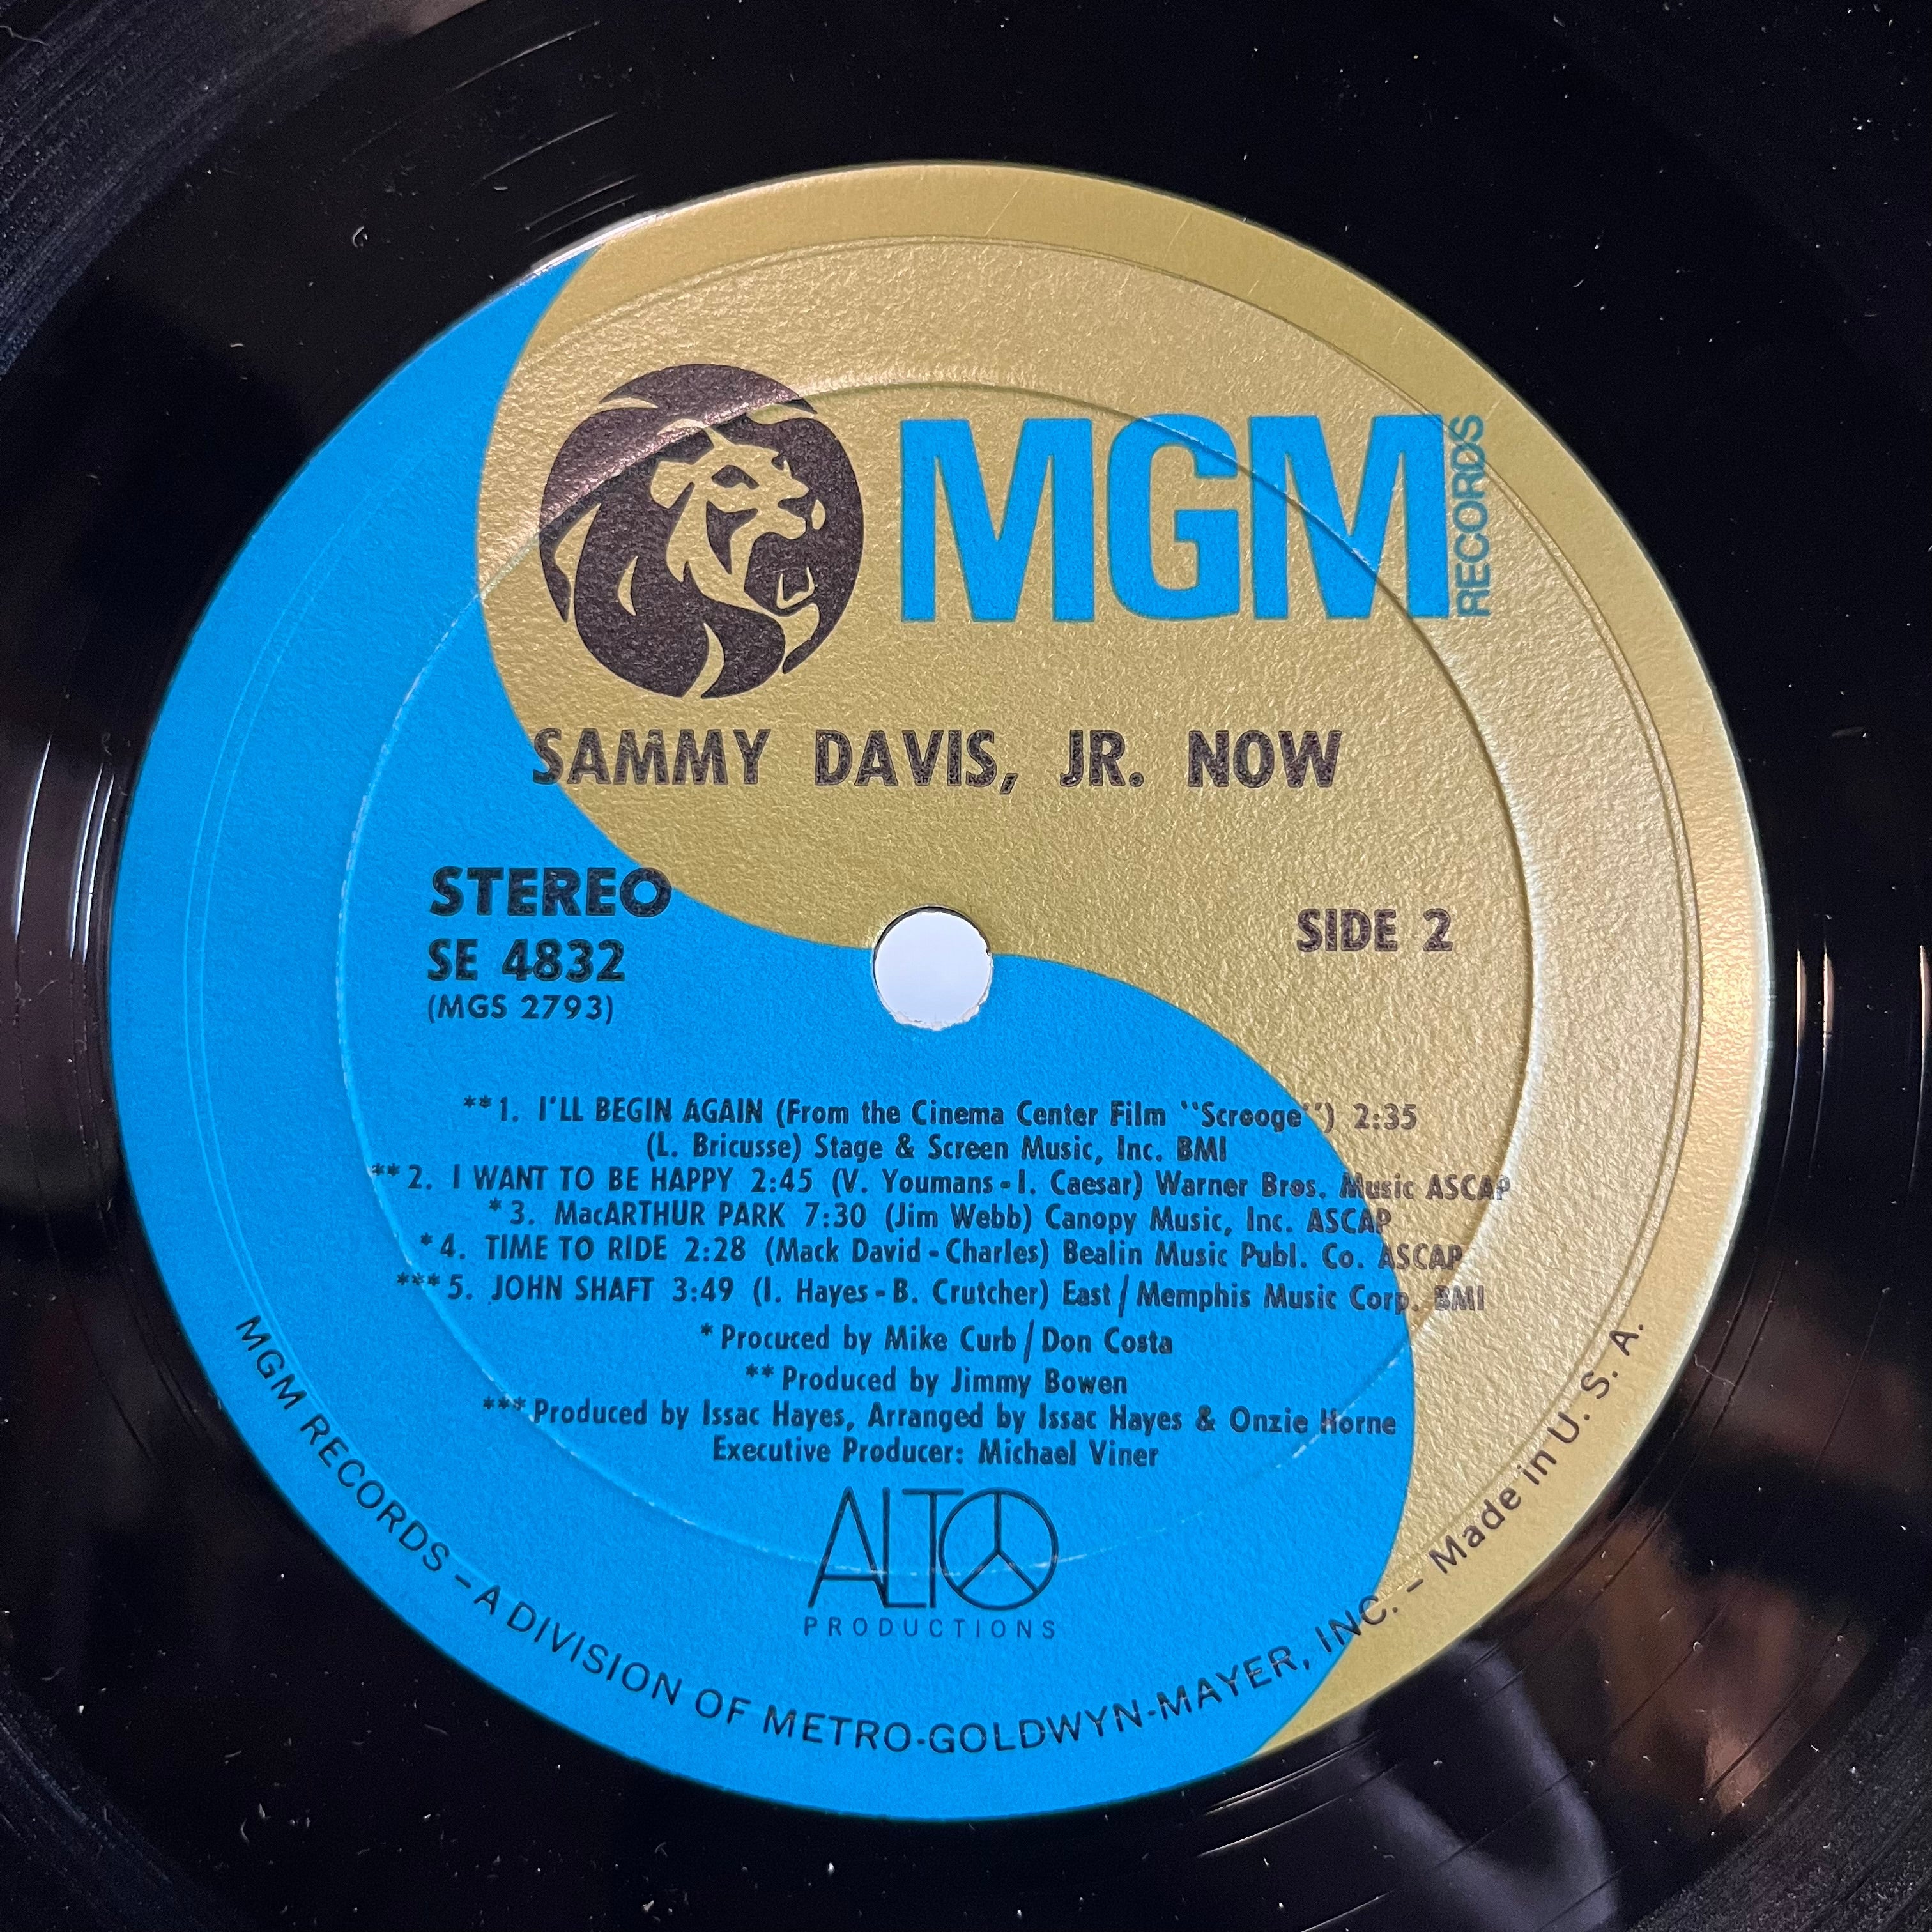 MGM RECORDS
SAMMY DAVIS, JR. NOW
STEREO
SE 4832
(MGS 2793)
SIDE 2
**1. I'LL BEGIN AGAIN (From the Cinema Center Film "Scrooge") 2:35
(L. Bricusse) Stage & Screen Music, Inc. BMI
**2. I WANT TO BE HAPPY 2:45 (V. Youmans - I. Caesar) Warner Bros. Music ASCAP
*3. MacARTHUR PARK 7:30 (Jim Webb) Canopy Music, Inc. ASCAP
*4. TIME TO RIDE 2:28 (Mack David - Charles) Bealin Music Publ. Co. ASCAP
***5. JOHN SHAFT 3:49 (I. Hayes - B. Crutcher) East / Memphis Music Corp. BMI
*Procuced by Mike Curb / Don Costa
**Produced by Jimmy Bowen
***Produced by Issac Hayes, Arranged by Issac Hayes & Onzie Horne
Executive Producer: Michael Viner
ALTO
PRODUCTIONS
MGM RECORDS – A DIVISION OF METRO-GOLDWYN-MAYER, INC. – Made in U. S. A.